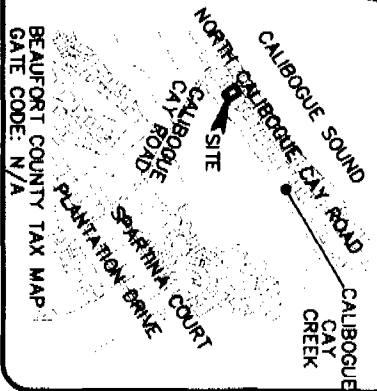 CALIBOGUE SOUND
NORTH CALIBOGUE CAY ROAD
CALIBOGUE
CAY
CREEK
SITE
CALIBOGUE
CAY ROAD
SPARTINA COURT
PLANTATION DRIVE
BEAUFORT COUNTY TAX MAP
GATE CODE: N/A